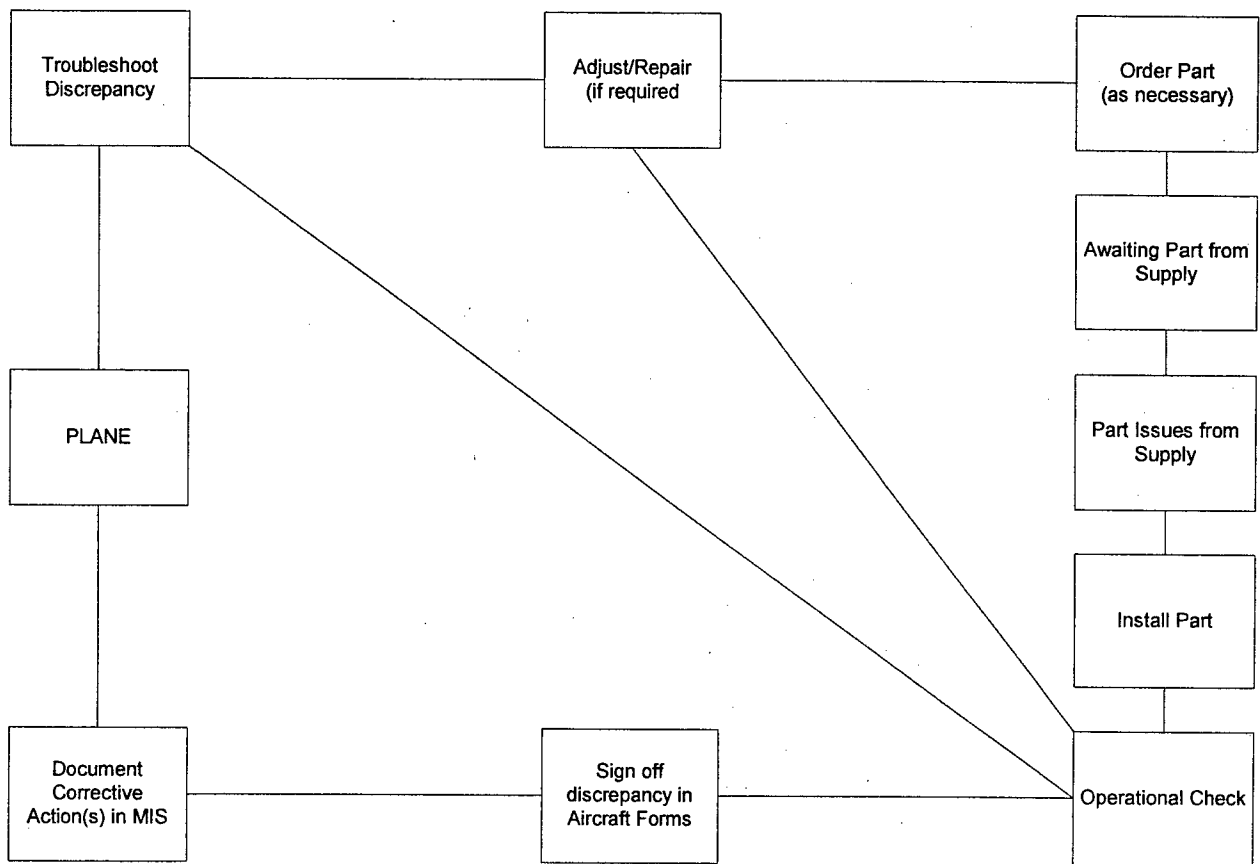 Troubleshoot
Discrepancy
Adjust/Repair
(if required
Order Part
(as necessary)
Awaiting Part from
Supply
PLANE
Part Issues from
Supply
Install Part
Document
Corrective
Action(s) in MIS
Sign off
discrepancy in
Aircraft Forms
Operational Check